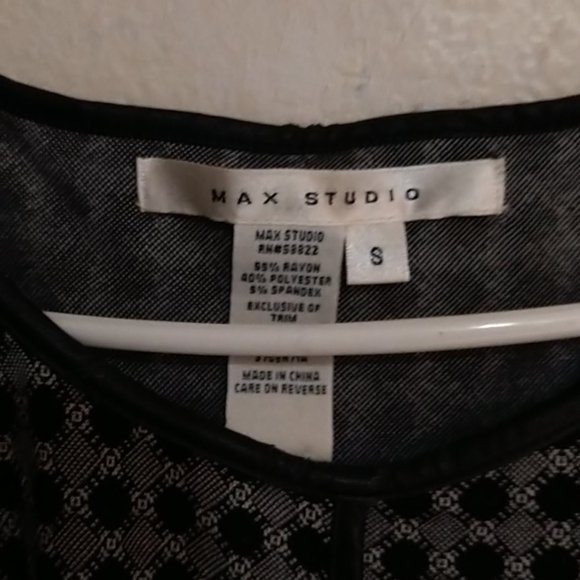 MAX STUDIO
S
MAX STUDIO
RN#58822
55% RAYON
40% POLYESTER
5% SPANDEX
EXCLUSIVE OF
TRIM
MADE IN CHINA
CARE ON REVERSE